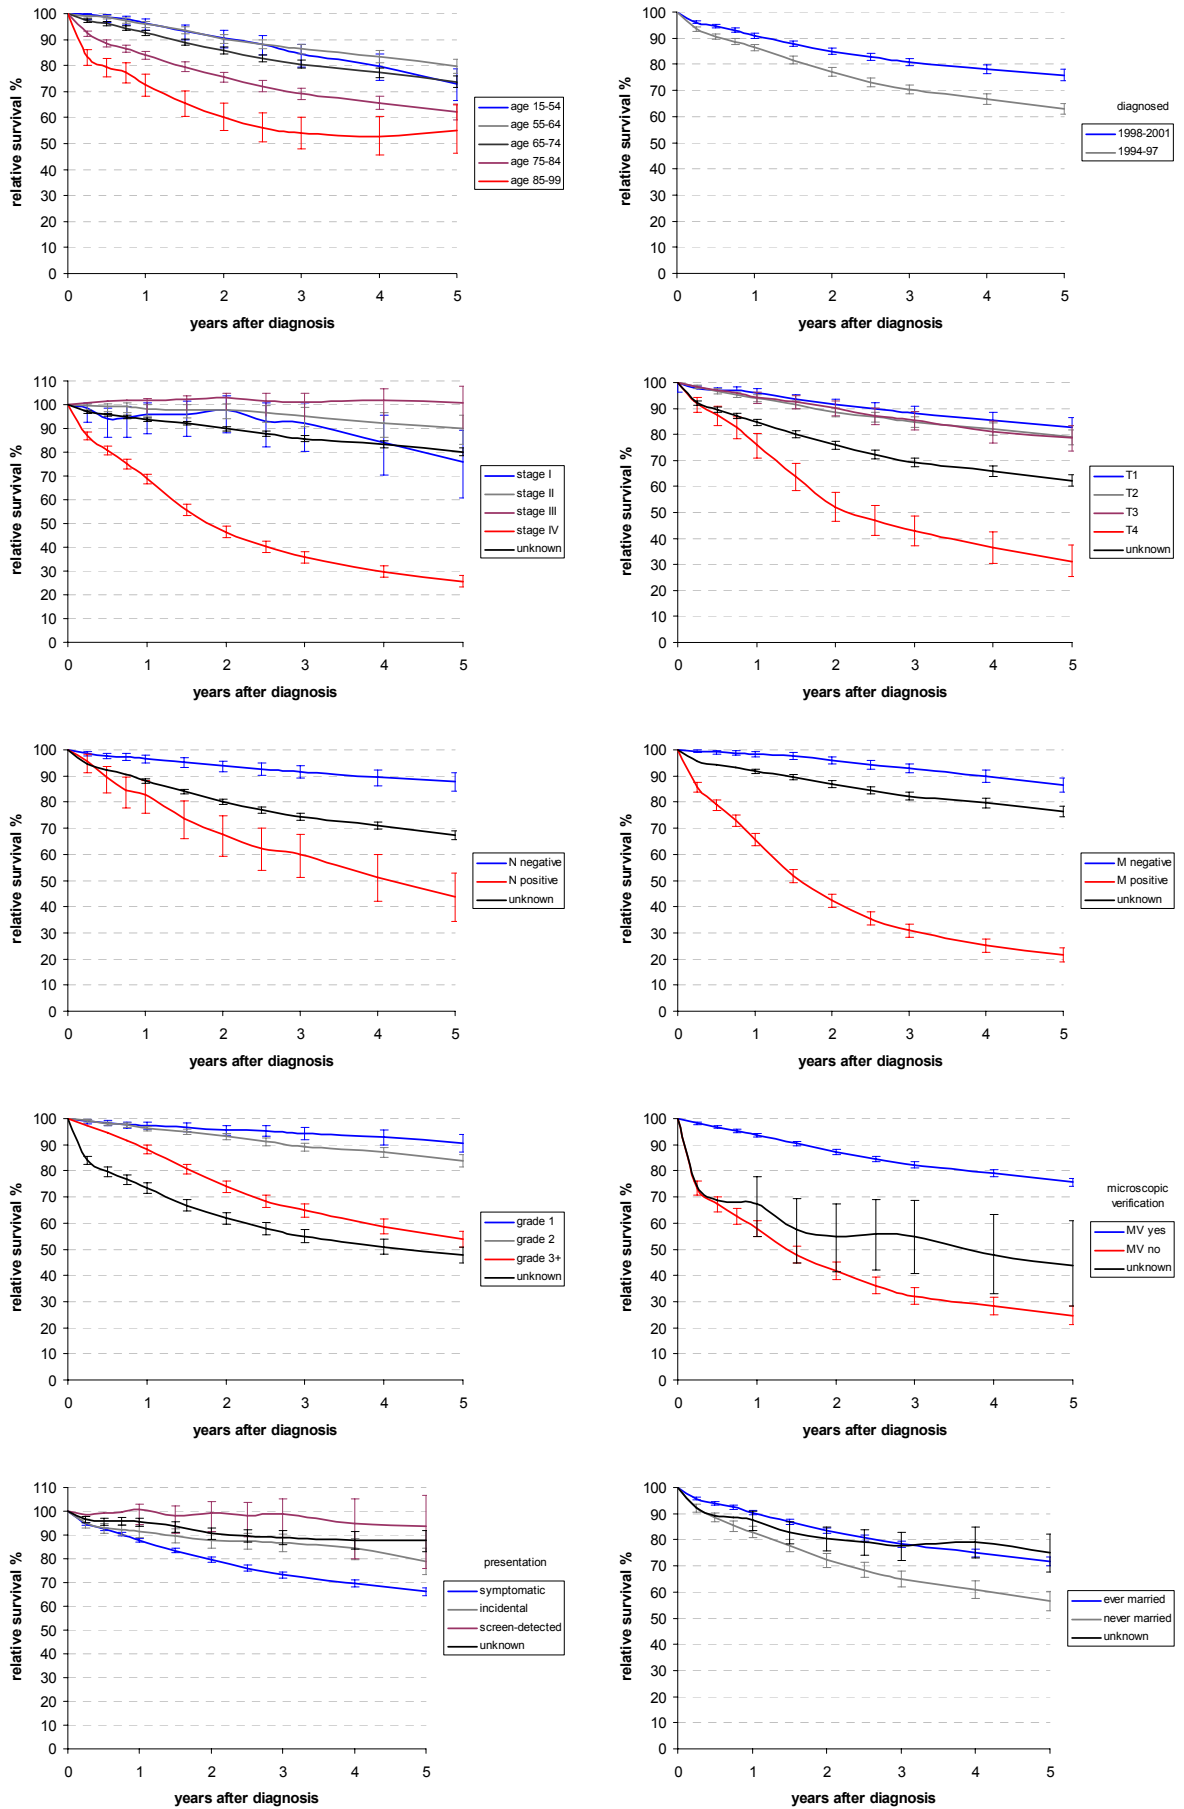 100
90
80
70
60
50
40
30
20
10
0
relative survival %
0 1 2 3 4 5
years after diagnosis
age 15-54
age 55-64
age 65-74
age 75-84
age 85-99
100
90
80
70
60
50
40
30
20
10
0
relative survival %
0 1 2 3 4 5
years after diagnosis
diagnosed
1998-2001
1994-97
110
100
90
80
70
60
50
40
30
20
10
0
relative survival %
0 1 2 3 4 5
years after diagnosis
stage I
stage II
stage III
stage IV
unknown
100
90
80
70
60
50
40
30
20
10
0
relative survival %
0 1 2 3 4 5
years after diagnosis
T1
T2
T3
T4
unknown
100
90
80
70
60
50
40
30
20
10
0
relative survival %
0 1 2 3 4 5
years after diagnosis
N negative
N positive
unknown
100
90
80
70
60
50
40
30
20
10
0
relative survival %
0 1 2 3 4 5
years after diagnosis
M negative
M positive
unknown
100
90
80
70
60
50
40
30
20
10
0
relative survival %
0 1 2 3 4 5
years after diagnosis
grade 1
grade 2
grade 3+
unknown
100
90
80
70
60
50
40
30
20
10
0
relative survival %
0 1 2 3 4 5
years after diagnosis
microscopic
verification
MV yes
MV no
unknown
110
100
90
80
70
60
50
40
30
20
10
0
relative survival %
0 1 2 3 4 5
years after diagnosis
presentation
symptomatic
incidental
screen-detected
unknown
100
90
80
70
60
50
40
30
20
10
0
relative survival %
0 1 2 3 4 5
years after diagnosis
ever married
never married
unknown